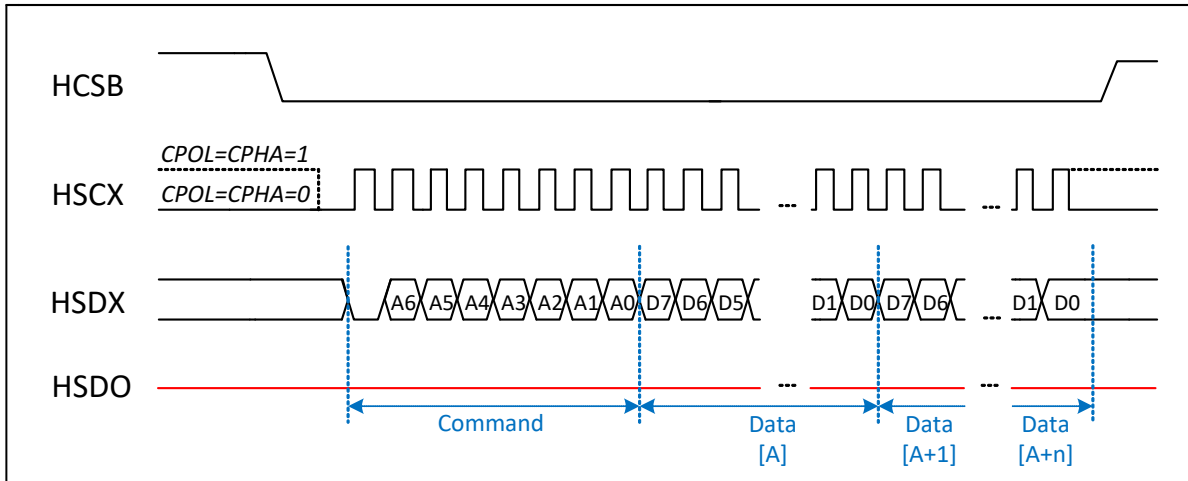 HCSB
CPOL=CPHA=1
HSCX
CPOL=CPHA=0
... ...
HSDX
A6 A5 A4 A3 A2 A1 A0 D7 D6 D5 D1 D0 D7 D6 ... D1 D0
HSDO
... ...
Command Data Data Data
[A] [A+1] [A+n]